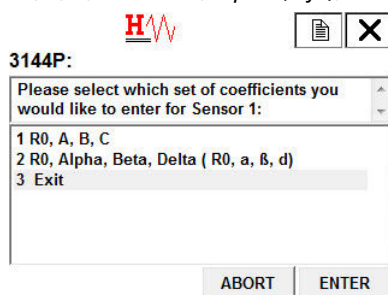 H
3144P:
Please select which set of coefficients you
would like to enter for Sensor 1:
1 R0, A, B, C
2 R0, Alpha, Beta, Delta ( R0, a, ß, d)
3 Exit
ABORT ENTER